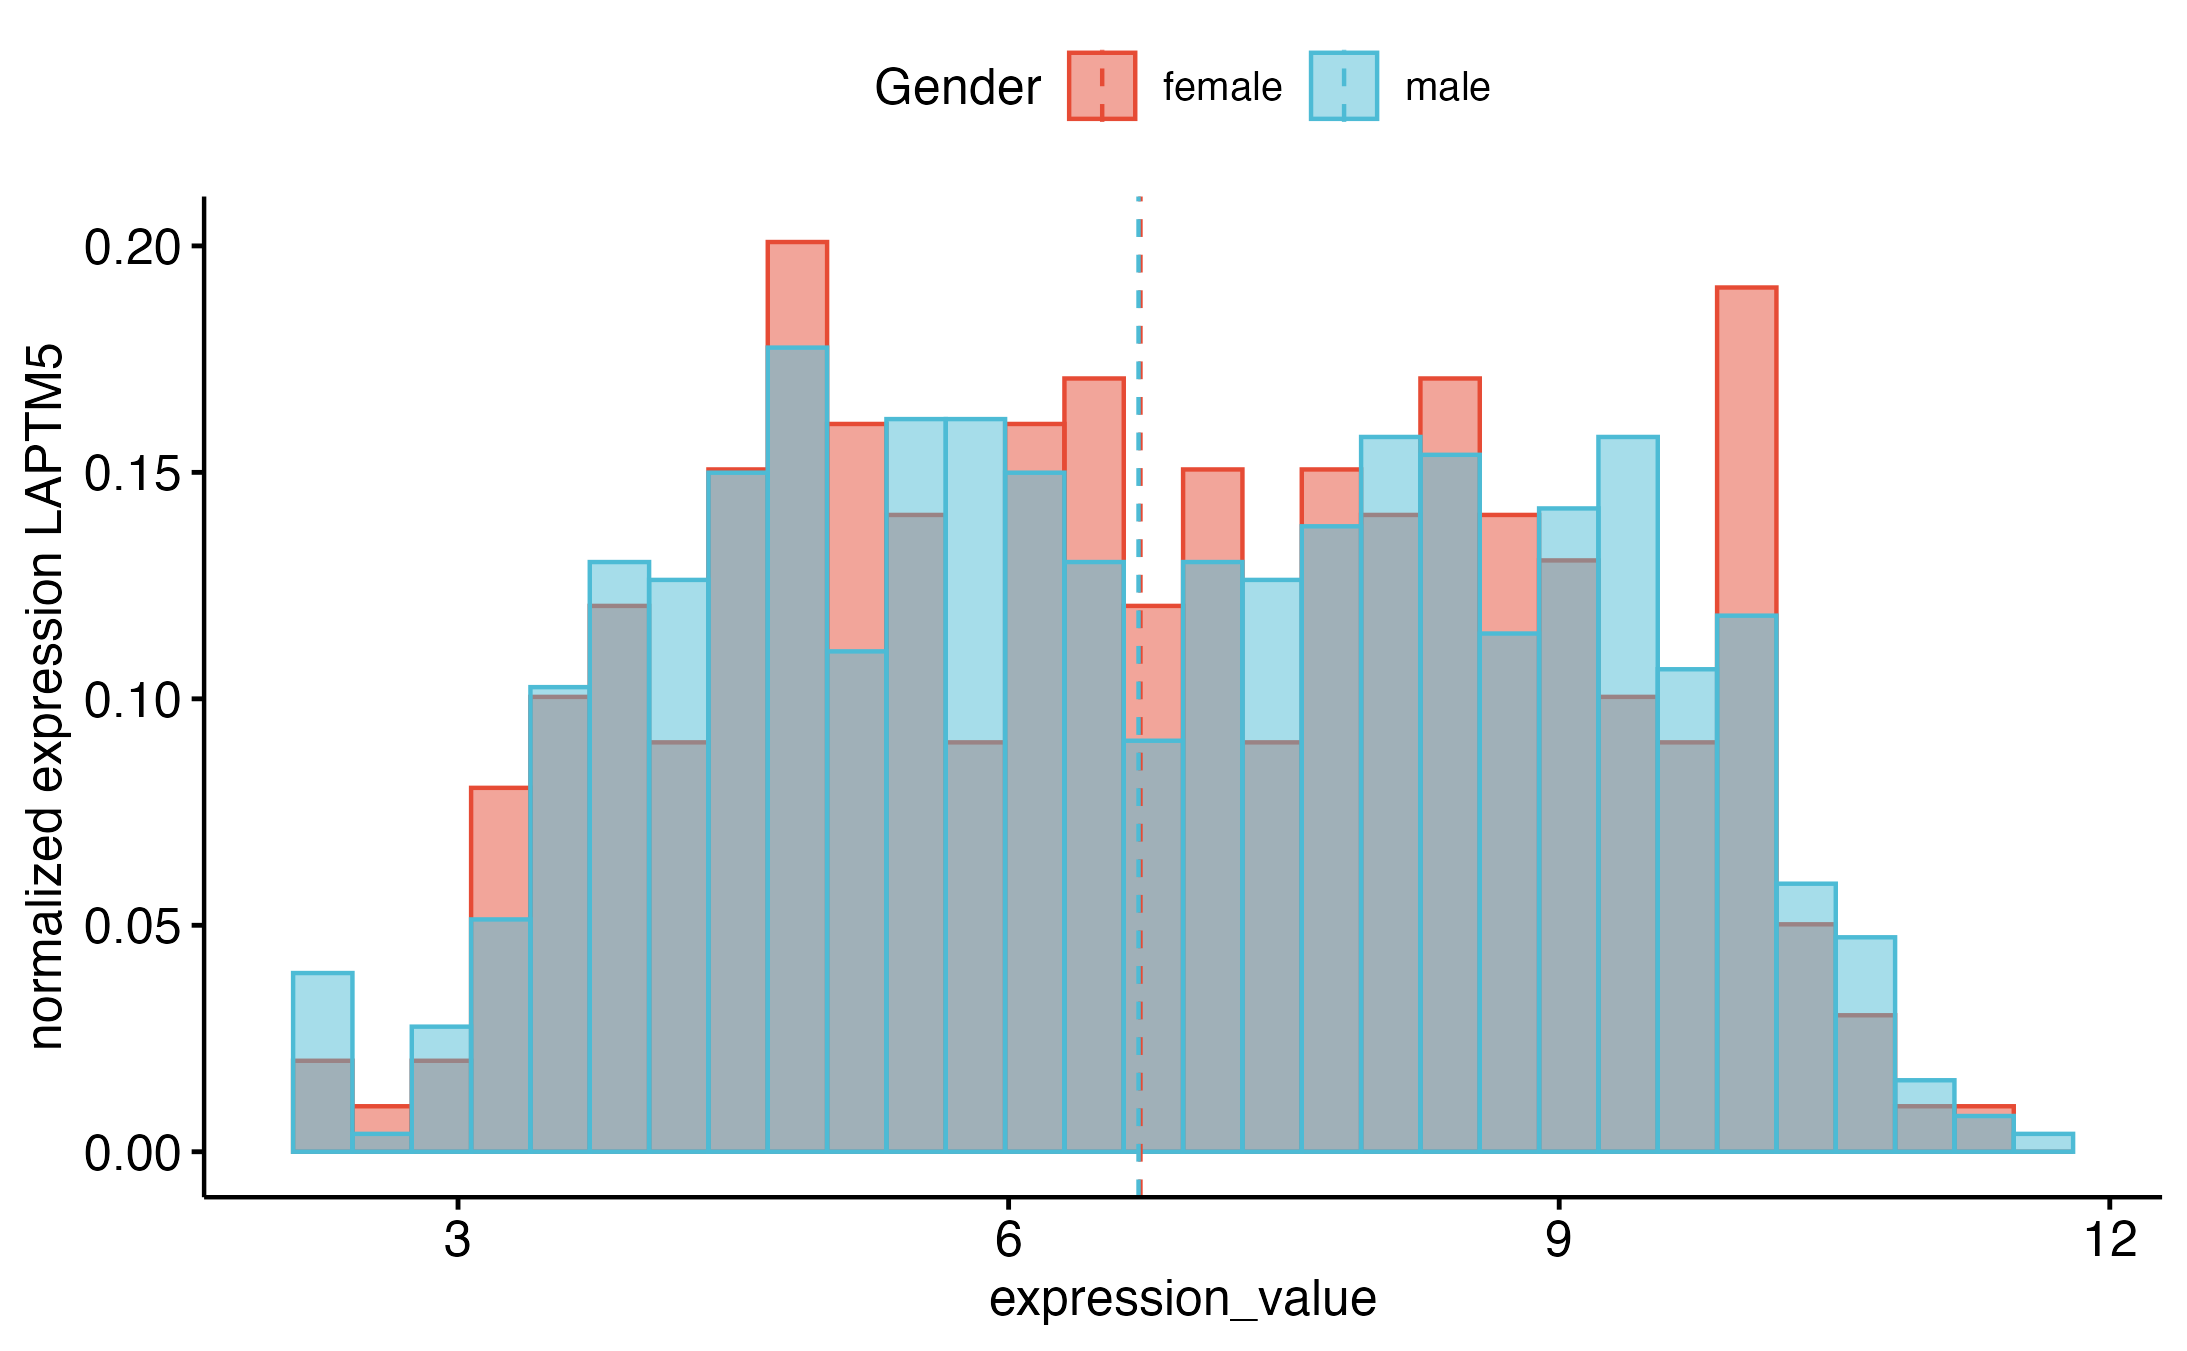 Gender female male
normalized expression LAPTM5
0.20
0.15
0.10
0.05
0.00
3 6 9 12
expression_value